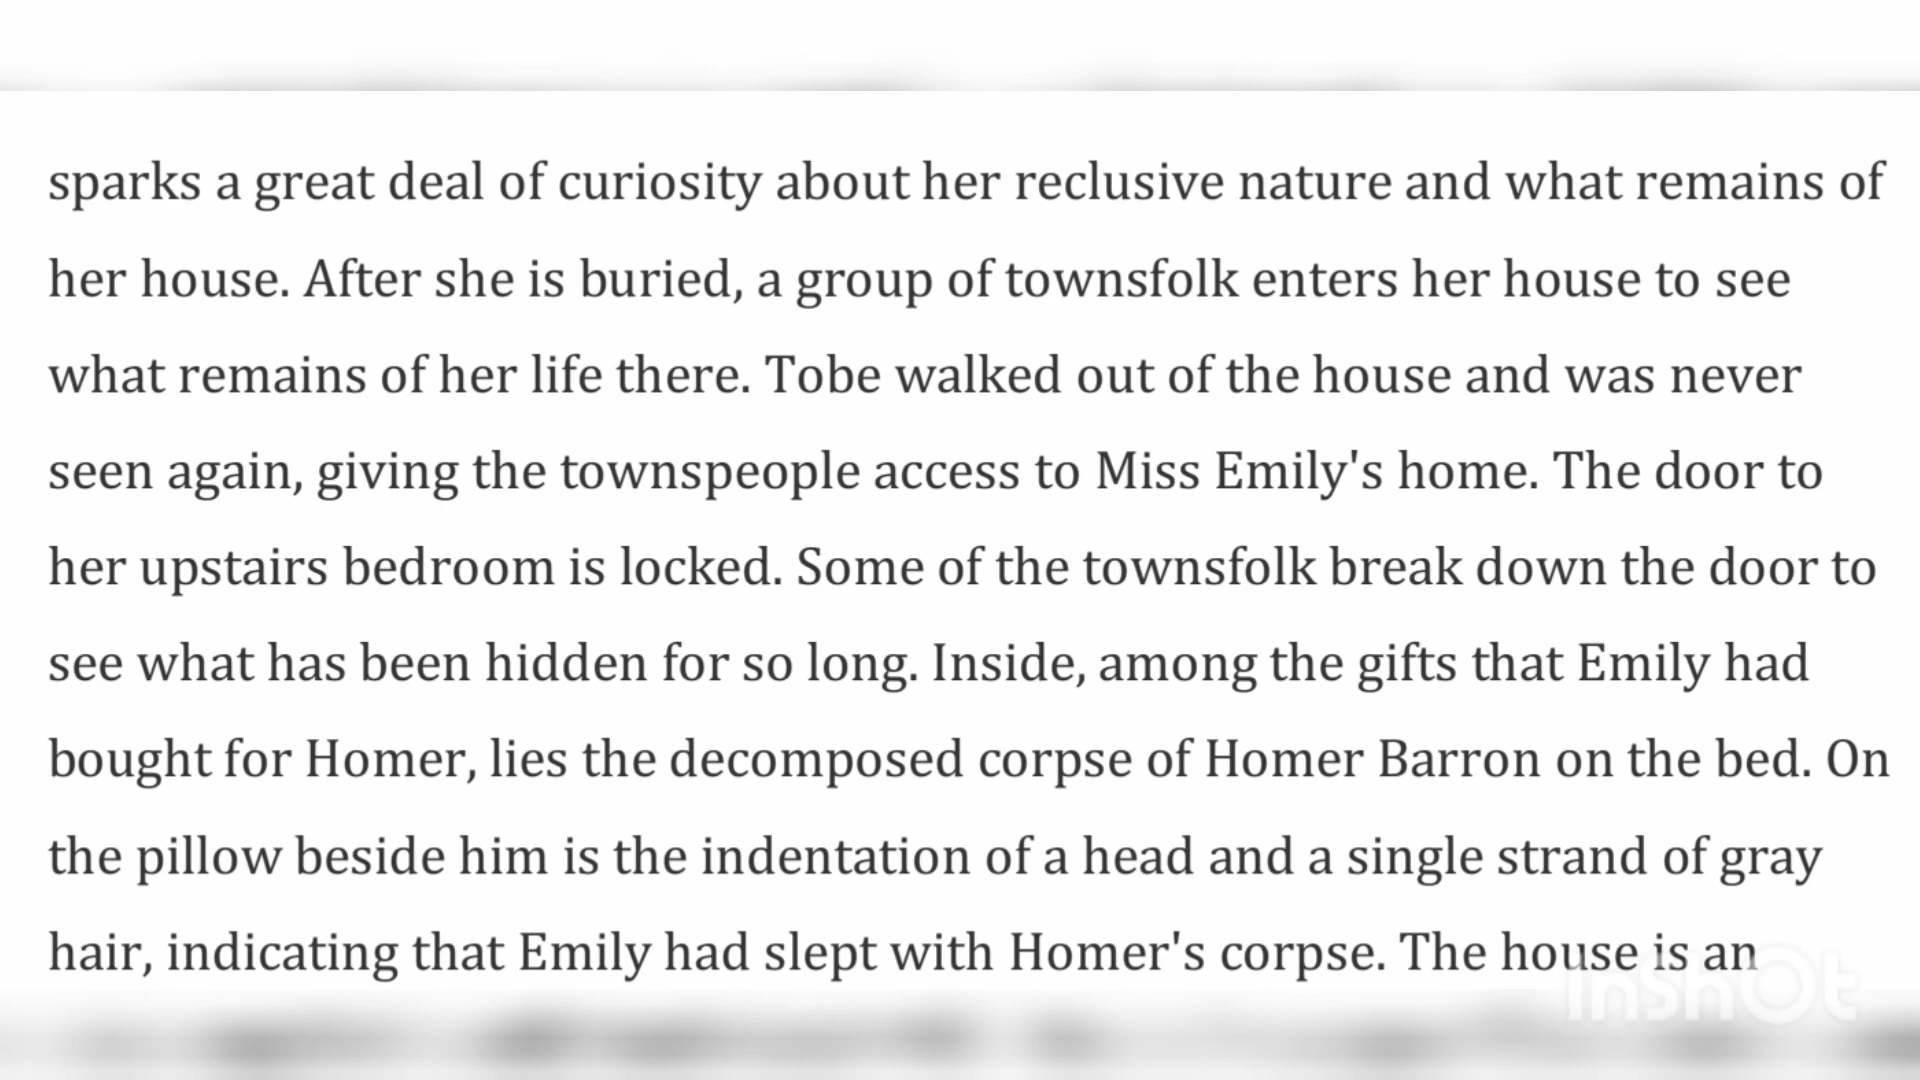 sparks a great deal of curiosity about her reclusive nature and what remains of
her house. After she is buried, a group of townsfolk enters her house to see
what remains of her life there. Tobe walked out of the house and was never
seen again, giving the townspeople access to Miss Emily's home. The door to
her upstairs bedroom is locked. Some of the townsfolk break down the door to
see what has been hidden for so long. Inside, among the gifts that Emily had
bought for Homer, lies the decomposed corpse of Homer Barron on the bed. On
the pillow beside him is the indentation of a head and a single strand of gray
hair, indicating that Emily had slept with Homer's corpse. The house is an
InShOt